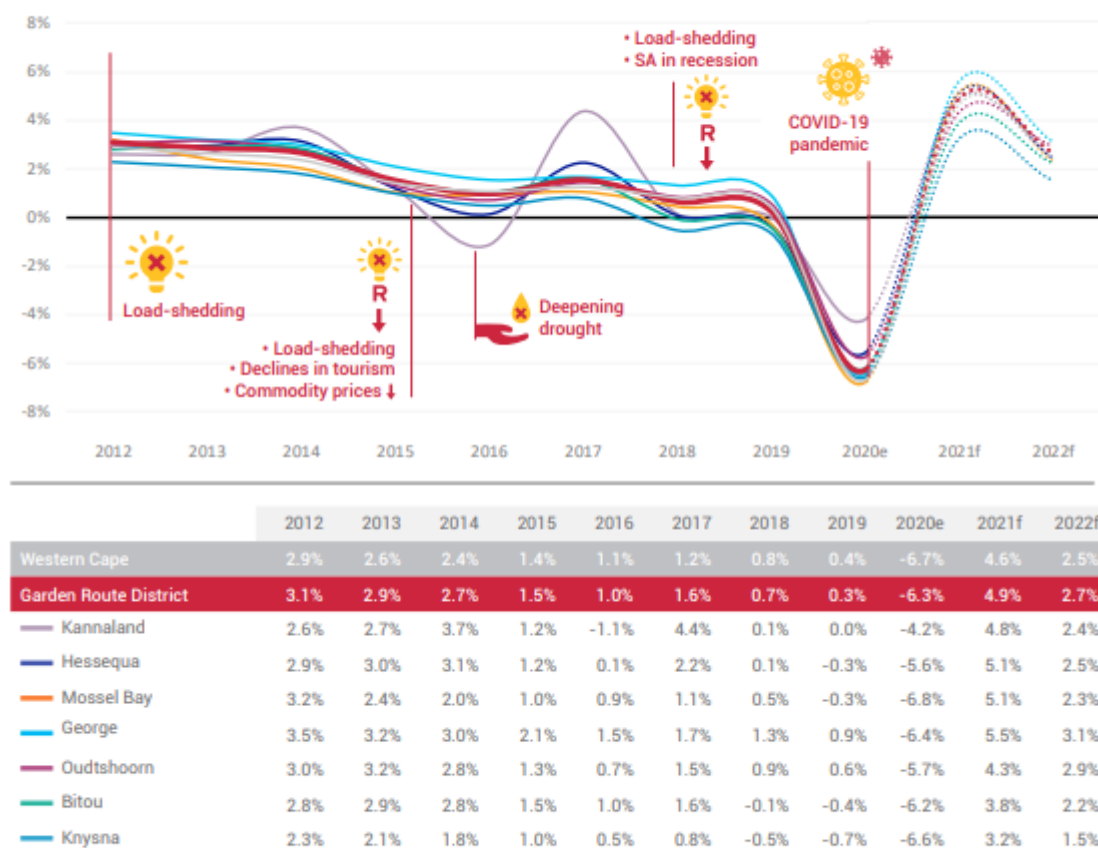 8%
6%
4%
2%
0%
-2%
-4%
-6%
-8%
Load-shedding
R
• Load-shedding
• Declines in tourism
• Commodity prices ↓
Deepening
drought
• Load-shedding
• SA in recession
R
COVID-19
pandemic
2012 2013 2014 2015 2016 2017 2018 2019 2020e 2021f 2022f
2012 2013 2014 2015 2016 2017 2018 2019 2020e 2021f 2022f
Western Cape 2.9% 2.6% 2.4% 1.4% 1.1% 1.2% 0.8% 0.4% -6.7% 4.6% 2.5%
Garden Route District 3.1% 2.9% 2.7% 1.5% 1.0% 1.6% 0.7% 0.3% -6.3% 4.9% 2.7%
Kannaland 2.6% 2.7% 3.7% 1.2% -1.1% 4.4% 0.1% 0.0% -4.2% 4.8% 2.4%
Hessequa 2.9% 3.0% 3.1% 1.2% 0.1% 2.2% 0.1% -0.3% -5.6% 5.1% 2.5%
Mossel Bay 3.2% 2.4% 2.0% 1.0% 0.9% 1.1% 0.5% -0.3% -6.8% 5.1% 2.3%
George 3.5% 3.2% 3.0% 2.1% 1.5% 1.7% 1.3% 0.9% -6.4% 5.5% 3.1%
Oudtshoorn 3.0% 3.2% 2.8% 1.3% 0.7% 1.5% 0.9% 0.6% -5.7% 4.3% 2.9%
Bitou 2.8% 2.9% 2.8% 1.5% 1.0% 1.6% -0.1% -0.4% -6.2% 3.8% 2.2%
Knysna 2.3% 2.1% 1.8% 1.0% 0.5% 0.8% -0.5% -0.7% -6.6% 3.2% 1.5%